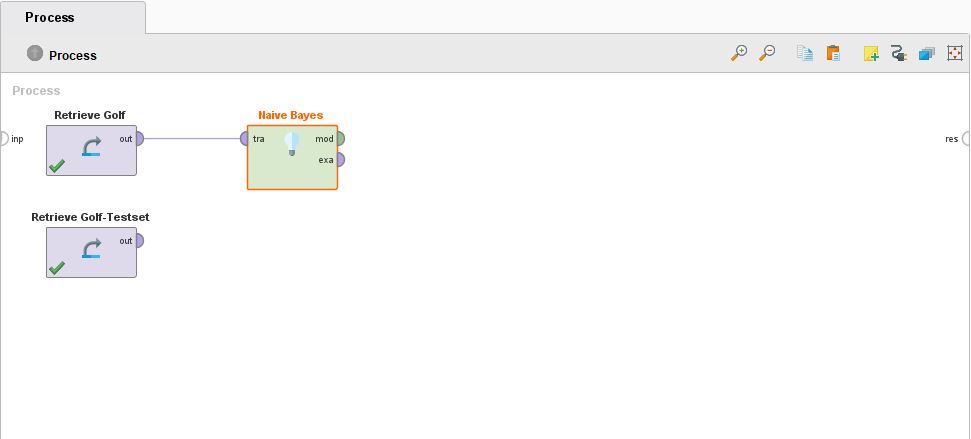 Process
Process
Process
Retrieve Golf
Naive Bayes
inp
out
tra
mod
res
exa
Retrieve Golf-Testset
out